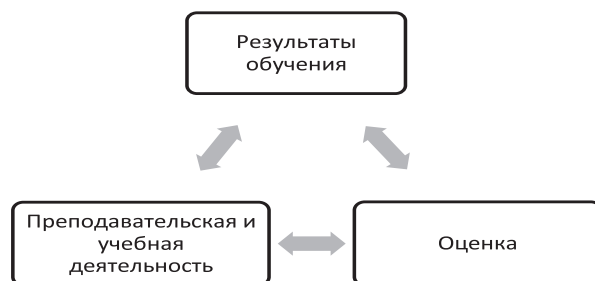 Результаты
обучения
Преподавательская и
учебная
деятельность
Оценка